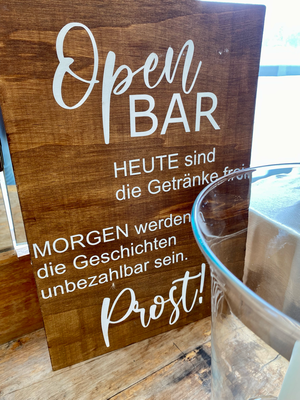 Open
BAR
HEUTE sind
die Getränke frei
MORGEN werden
die Geschichten
unbezahlbar sein.
Prost!